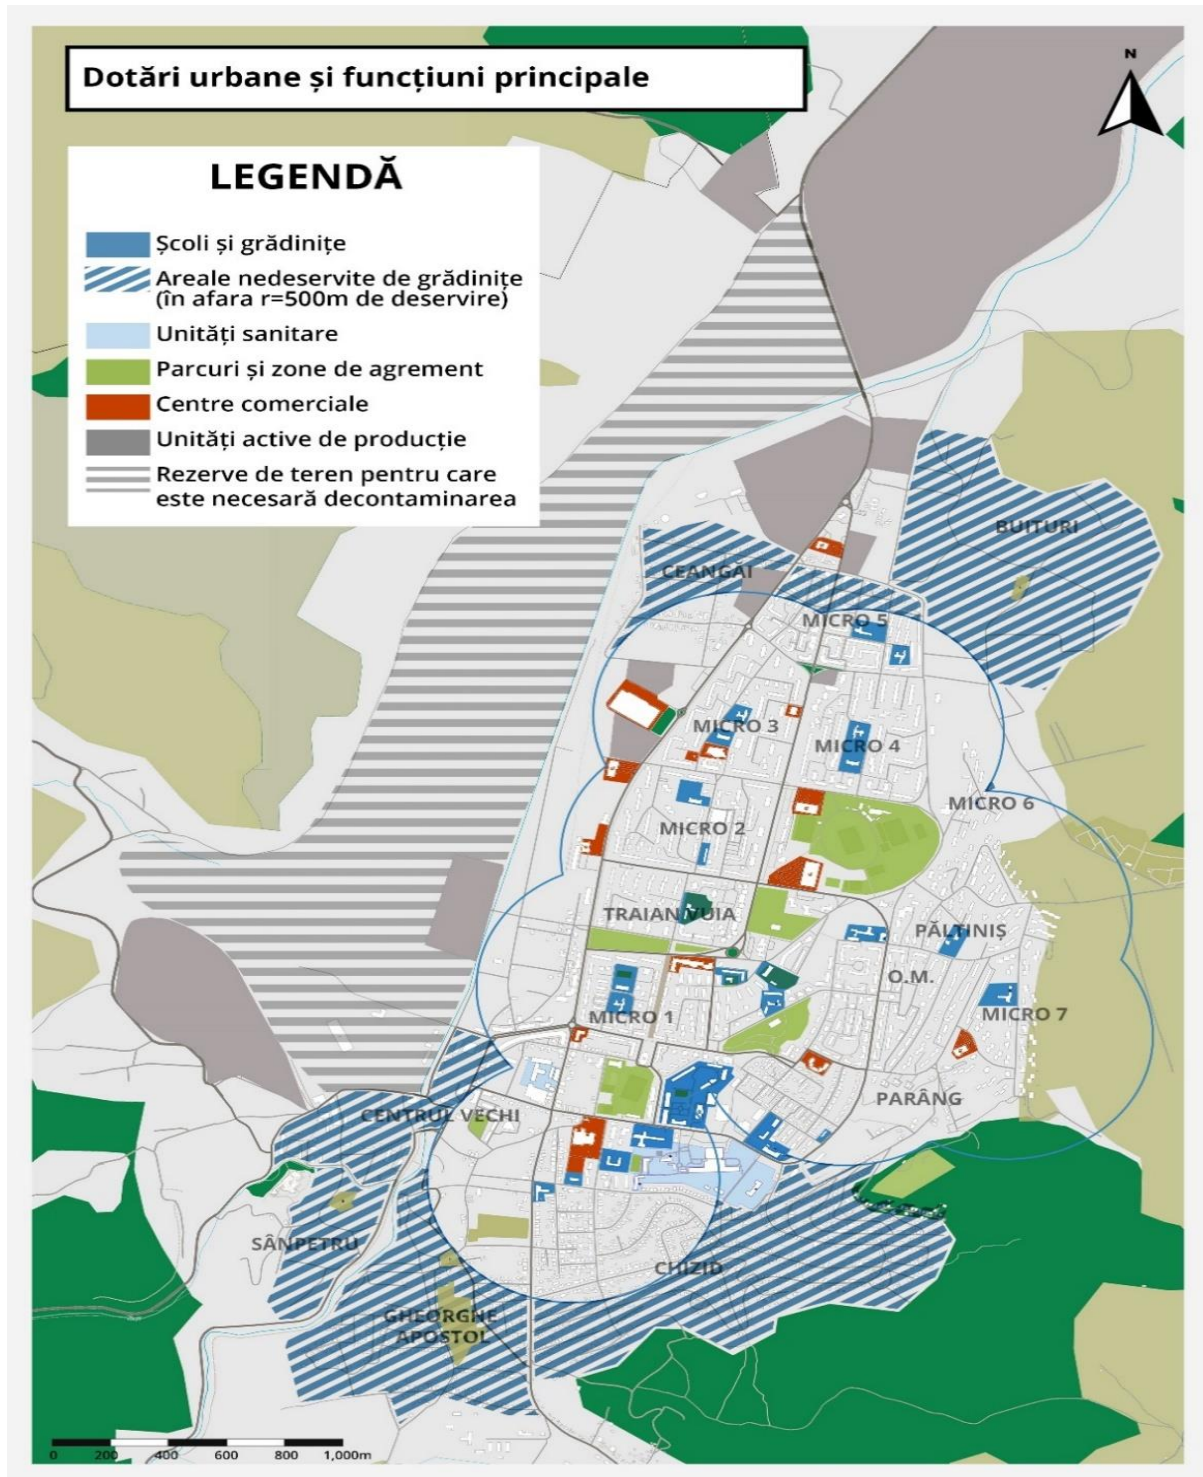 Dotări urbane și funcțiuni principale
N
LEGENDĂ
Școli și grădinițe
Areale nedeservite de grădinițe
(în afara r=500m de deservire)
Unități sanitare
Parcuri și zone de agrement
Centre comerciale
Unități active de producție
Rezerve de teren pentru care
este necesară decontaminarea
BUITURI
CEANGĂI
MICRO 5
MICRO 3
MICRO 4
MICRO 6
MICRO 2
TRAIAN VUIA
PĂLTINIȘ
O.M.
MICRO 1
MICRO 7
PARÂNG
CENTRUL VECHI
SÂNPETRU
CHIZID
GHEORGHE
APOSTOL
0 200 400 600 800 1,000m